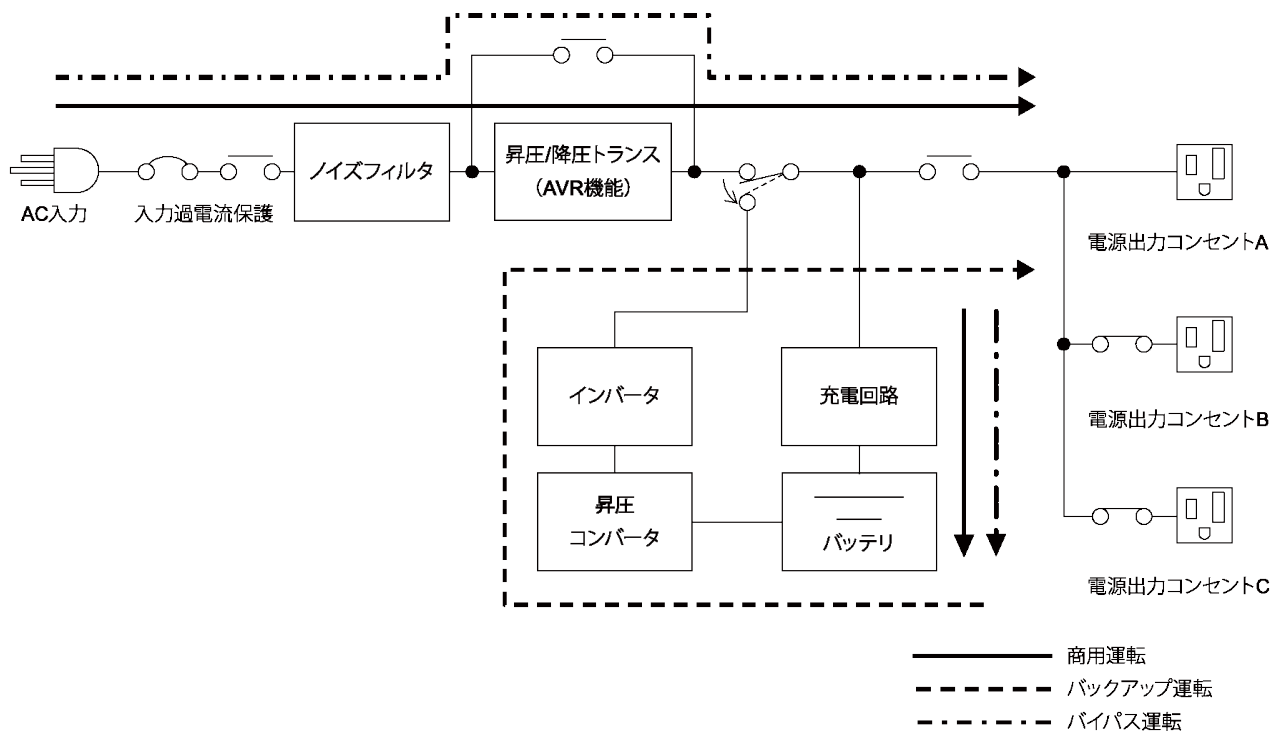 ノイズフィルタ
昇圧/降圧トランス
（AVR機能）
AC入力
入力過電流保護
電源出力コンセントA
インバータ
充電回路
電源出力コンセントB
昇圧
コンバータ
バッテリ
電源出力コンセントC
商用運転
バックアップ運転
バイパス運転